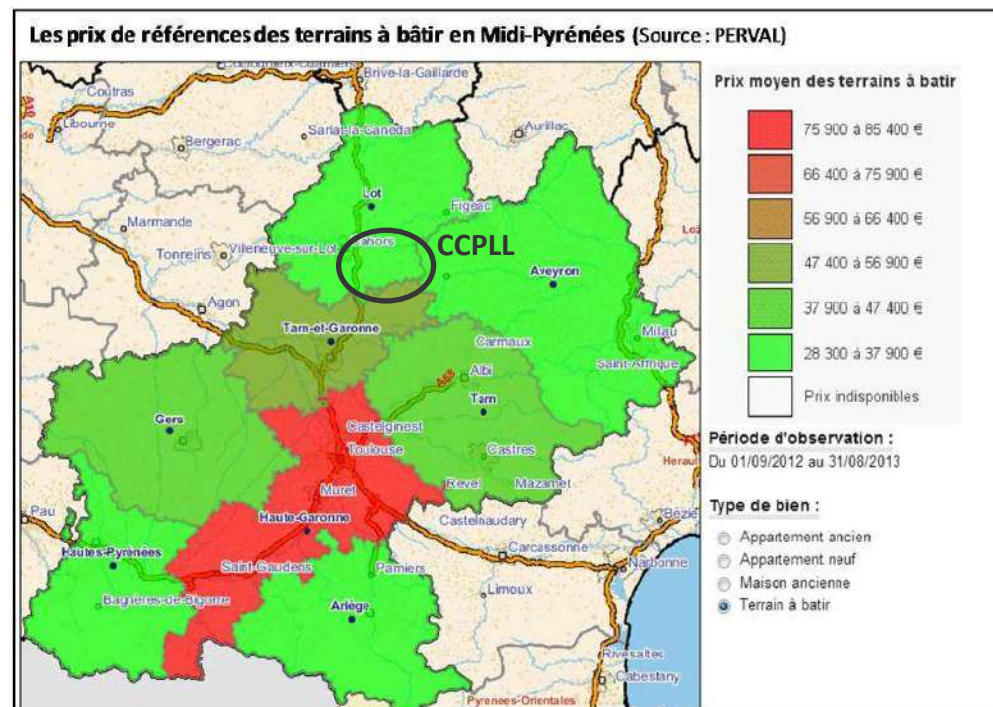 Les prix de références des terrains à bâtir en Midi-Pyrénées (Source : PERVAL)
Brive-la-Gaillarde
Coutras
A10
Libourne
Bergerac
Sarlat-la-Canéda
Aurillac
Lot
Figeac
Marmande
Tonneins
Villeneuve-sur-Lot
Cahors
CCPLL
Aveyron
Agen
Tarn-et-Garonne
Carmaux
Millau
Saint-Affrique
Albi
A68
Tarn
Gers
Castelginest
Toulouse
Castres
Revel
Mazamet
Herault
Muret
Pau
Haute-Garonne
Castelnaudary
Hautes-Pyrénées
Carcassonne
Narbonne
Saint-Gaudens
Pamiers
Bagnères-de-Bigorre
Limoux
Ariège
Rivesaltes
Cabestany
Pyrenees-Orientales
Prix moyen des terrains à batir
75 900 à 85 400 €
66 400 à 75 900 €
56 900 à 66 400 €
47 400 à 56 900 €
37 900 à 47 400 €
28 300 à 37 900 €
Prix indisponibles
Période d'observation :
Du 01/09/2012 au 31/08/2013
Type de bien :
Appartement ancien
Appartement neuf
Maison ancienne
Terrain à batir